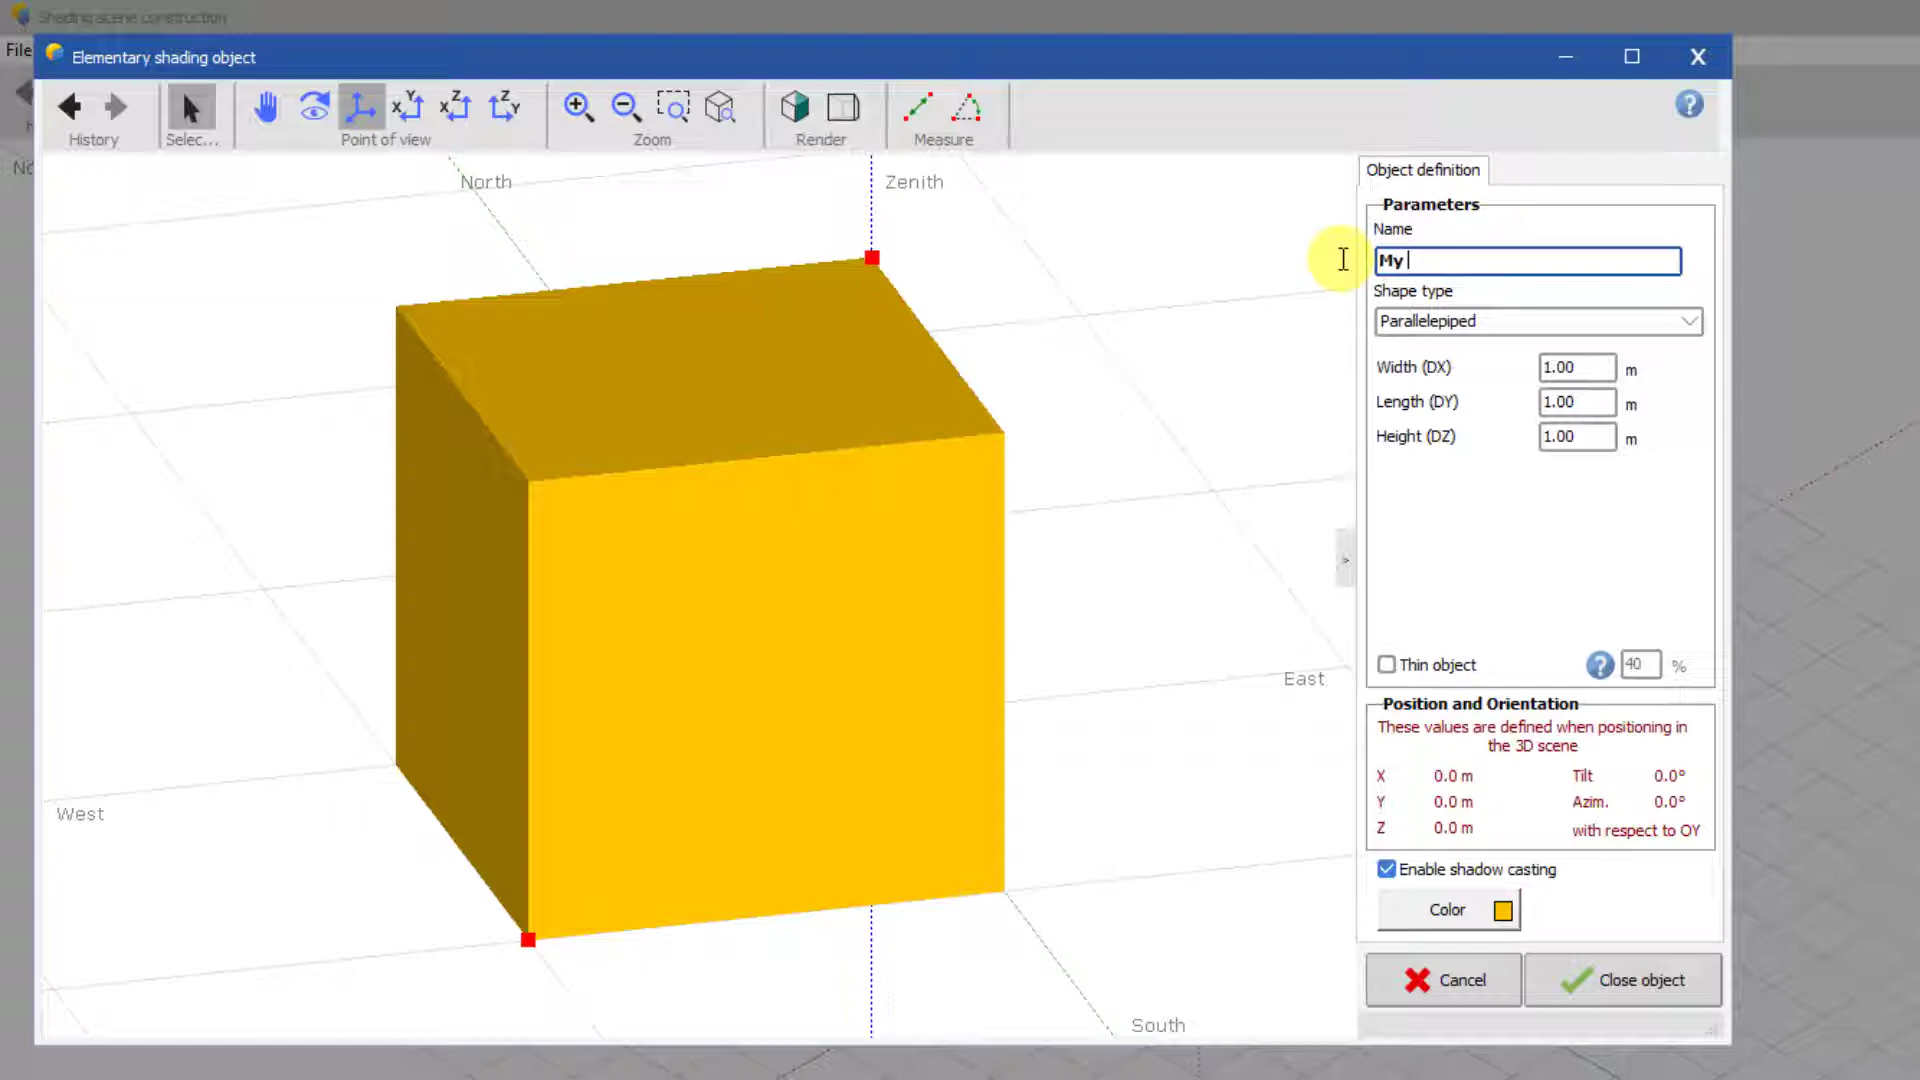 Shading scene construction
File
Elementary shading object
History
Selec...
Point of view
Zoom
Render
Measure
North
Zenith
West
East
South
Object definition
Parameters
Name
My
Shape type
Parallelepiped
Width (DX) 1.00 m
Length (DY) 1.00 m
Height (DZ) 1.00 m
Thin object 40 %
Position and Orientation
These values are defined when positioning in
the 3D scene
X 0.0 m Tilt 0.0°
Y 0.0 m Azim. 0.0°
Z 0.0 m with respect to OY
Enable shadow casting
Color
Cancel
Close object